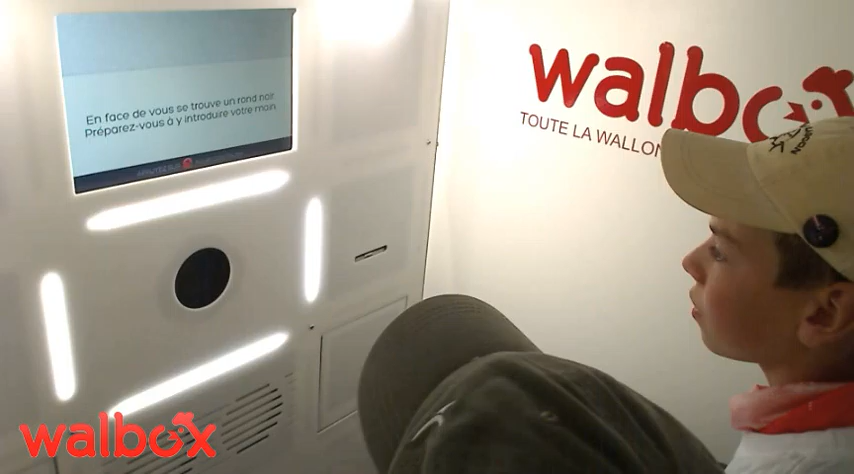 En face de vous se trouve un rond noir
Préparez-vous à y introduire votre main
walbox
TOUTE LA WALLON
walbox